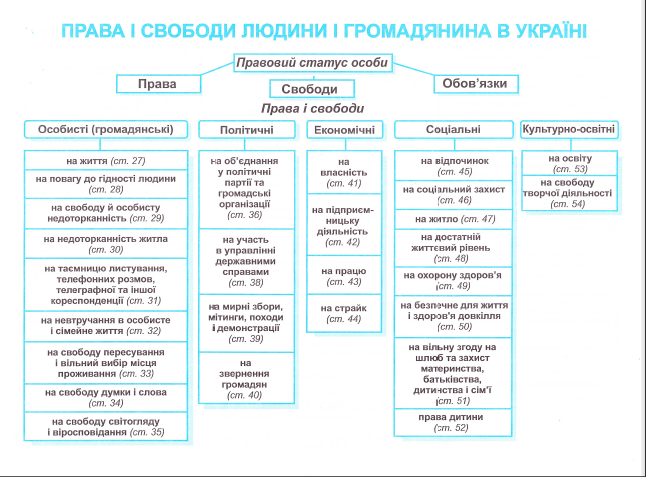 ПРАВА І СВОБОДИ ЛЮДИНИ І ГРОМАДЯНИНА В УКРАЇНІ
Правовий статус особи
Права
Свободи
Обов'язки
Права і свободи
Особисті (громадянські)
на життя (ст. 27)
на повагу до гідності людини
(ст. 28)
на свободу й особисту
недоторканність (ст. 29)
на недоторканність житла
(ст. 30)
на таємницю листування,
телефонних розмов,
телеграфної та іншої
кореспонденції (ст. 31)
на невтручання в особисте
і сімейне життя (ст. 32)
на свободу пересування
і вільний вибір місця
проживання (ст. 33)
на свободу думки і слова
(ст. 34)
на свободу світогляду
і віросповідання (ст. 35)
Політичні
на об'єднання
у політичні
партії та
громадські
організації
(ст. 36)
на участь
в управлінні
державними
справами
(ст. 38)
на мирні збори,
мітинги, походи
і демонстрації
(ст. 39)
на
звернення
громадян
(ст. 40)
Економічні
на
власність
(ст. 41)
на підприєм-
ницьку
діяльність
(ст. 42)
на працю
(ст. 43)
на страйк
(ст. 44)
Соціальні
на відпочинок
(ст. 45)
на соціальний захист
(ст. 46)
на житло (ст. 47)
на достатній
життєвий рівень
(ст. 48)
на охорону здоров'я
(ст. 49)
на безпечне для життя
і здоров'я довкілля
(ст. 50)
на вільну згоду на
шлюб та захист
материнства,
батьківства,
дитинства і сім'ї
(ст. 51)
права дитини
(ст. 52)
Культурно-освітні
на освіту
(ст. 53)
на свободу
творчої діяльності
(ст. 54)